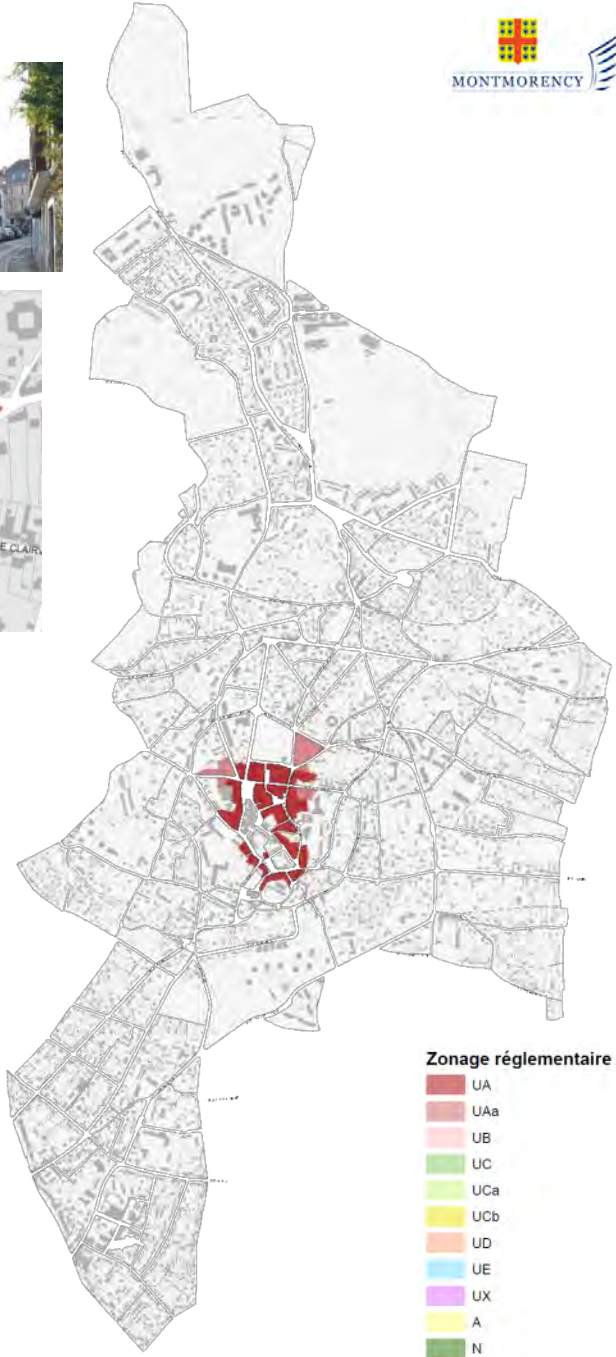 MONTMORENCY
E CLAIRV
Zonage réglementaire
UA
UAa
UB
UC
UCa
UCb
UD
UE
UX
A
N